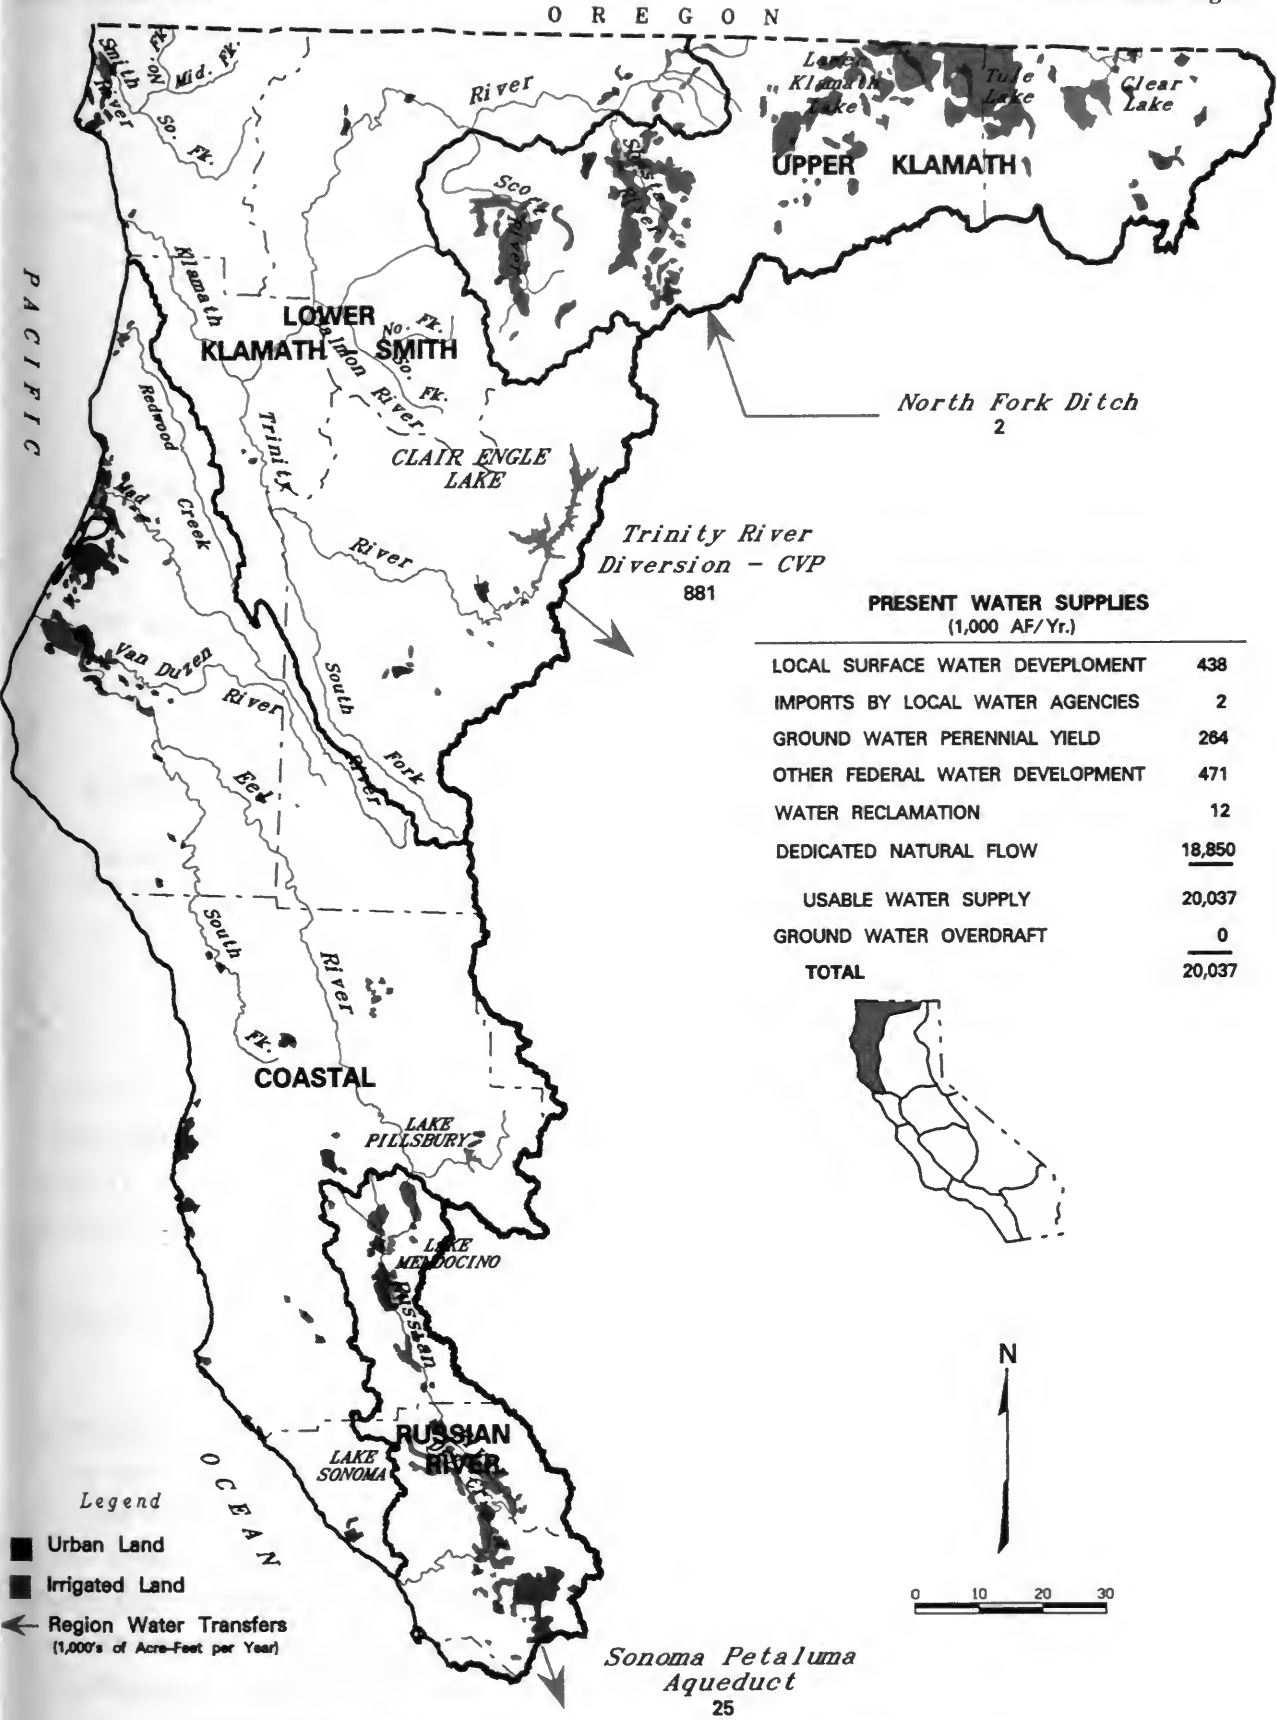 O R E G O N
Smith
River
No. Fk.
Mid. Fk.
So. Fk.
River
Lower
Klamath
Lake
Tule
Lake
Clear
Lake
UPPER KLAMATH
Shasta
River
Scott
River
PACIFIC
Klamath
LOWER
KLAMATH SMITH
Salmon River
No. Fk.
So. Fk.
North Fork Ditch
2
Redwood
Creek
Trinity
River
CLAIR ENGLE
LAKE
Mad
River
Trinity River
Diversion - CVP
881
Van Duzen
River
South
Fork
Eel
River
South
Fk.
COASTAL
PRESENT WATER SUPPLIES
(1,000 AF/Yr.)
LOCAL SURFACE WATER DEVEPLOMENT 438
IMPORTS BY LOCAL WATER AGENCIES 2
GROUND WATER PERENNIAL YIELD 264
OTHER FEDERAL WATER DEVELOPMENT 471
WATER RECLAMATION 12
DEDICATED NATURAL FLOW 18,850
USABLE WATER SUPPLY 20,037
GROUND WATER OVERDRAFT 0
TOTAL 20,037
LAKE
PILLSBURY
LAKE
MENDOCINO
Russian
River
RUSSIAN
RIVER
LAKE
SONOMA
OCEAN
N
0 10 20 30
Legend
Urban Land
Irrigated Land
Region Water Transfers
(1,000's of Acre-Feet per Year)
Sonoma Petaluma
Aqueduct
25